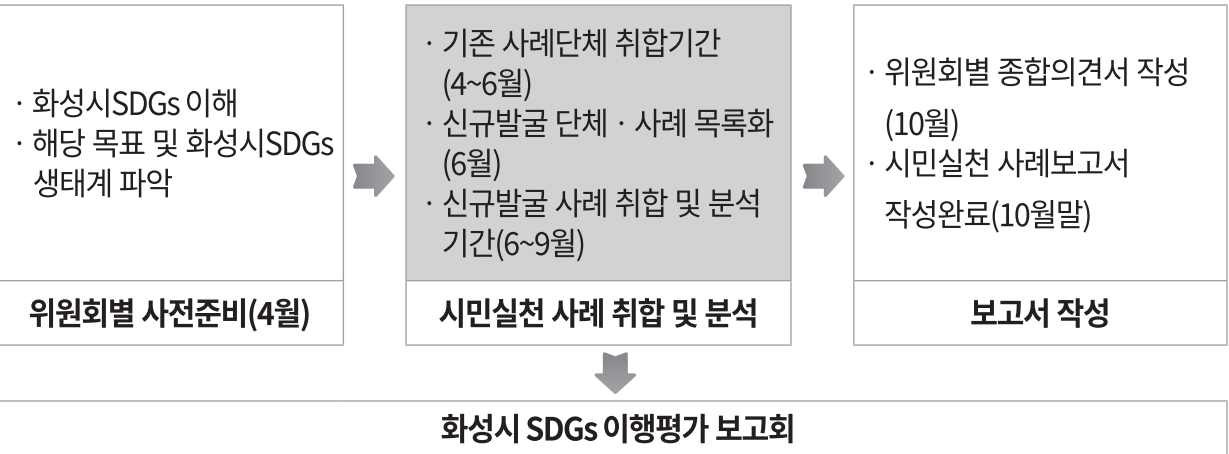 · 화성시SDGs 이해
· 해당 목표 및 화성시SDGs
생태계 파악
위원회별 사전준비(4월)
· 기존 사례단체 취합기간
(4~6월)
· 신규발굴 단체 · 사례 목록화
(6월)
· 신규발굴 사례 취합 및 분석
기간(6~9월)
시민실천 사례 취합 및 분석
· 위원회별 종합의견서 작성
(10월)
· 시민실천 사례보고서
작성완료(10월말)
보고서 작성
화성시 SDGs 이행평가 보고회